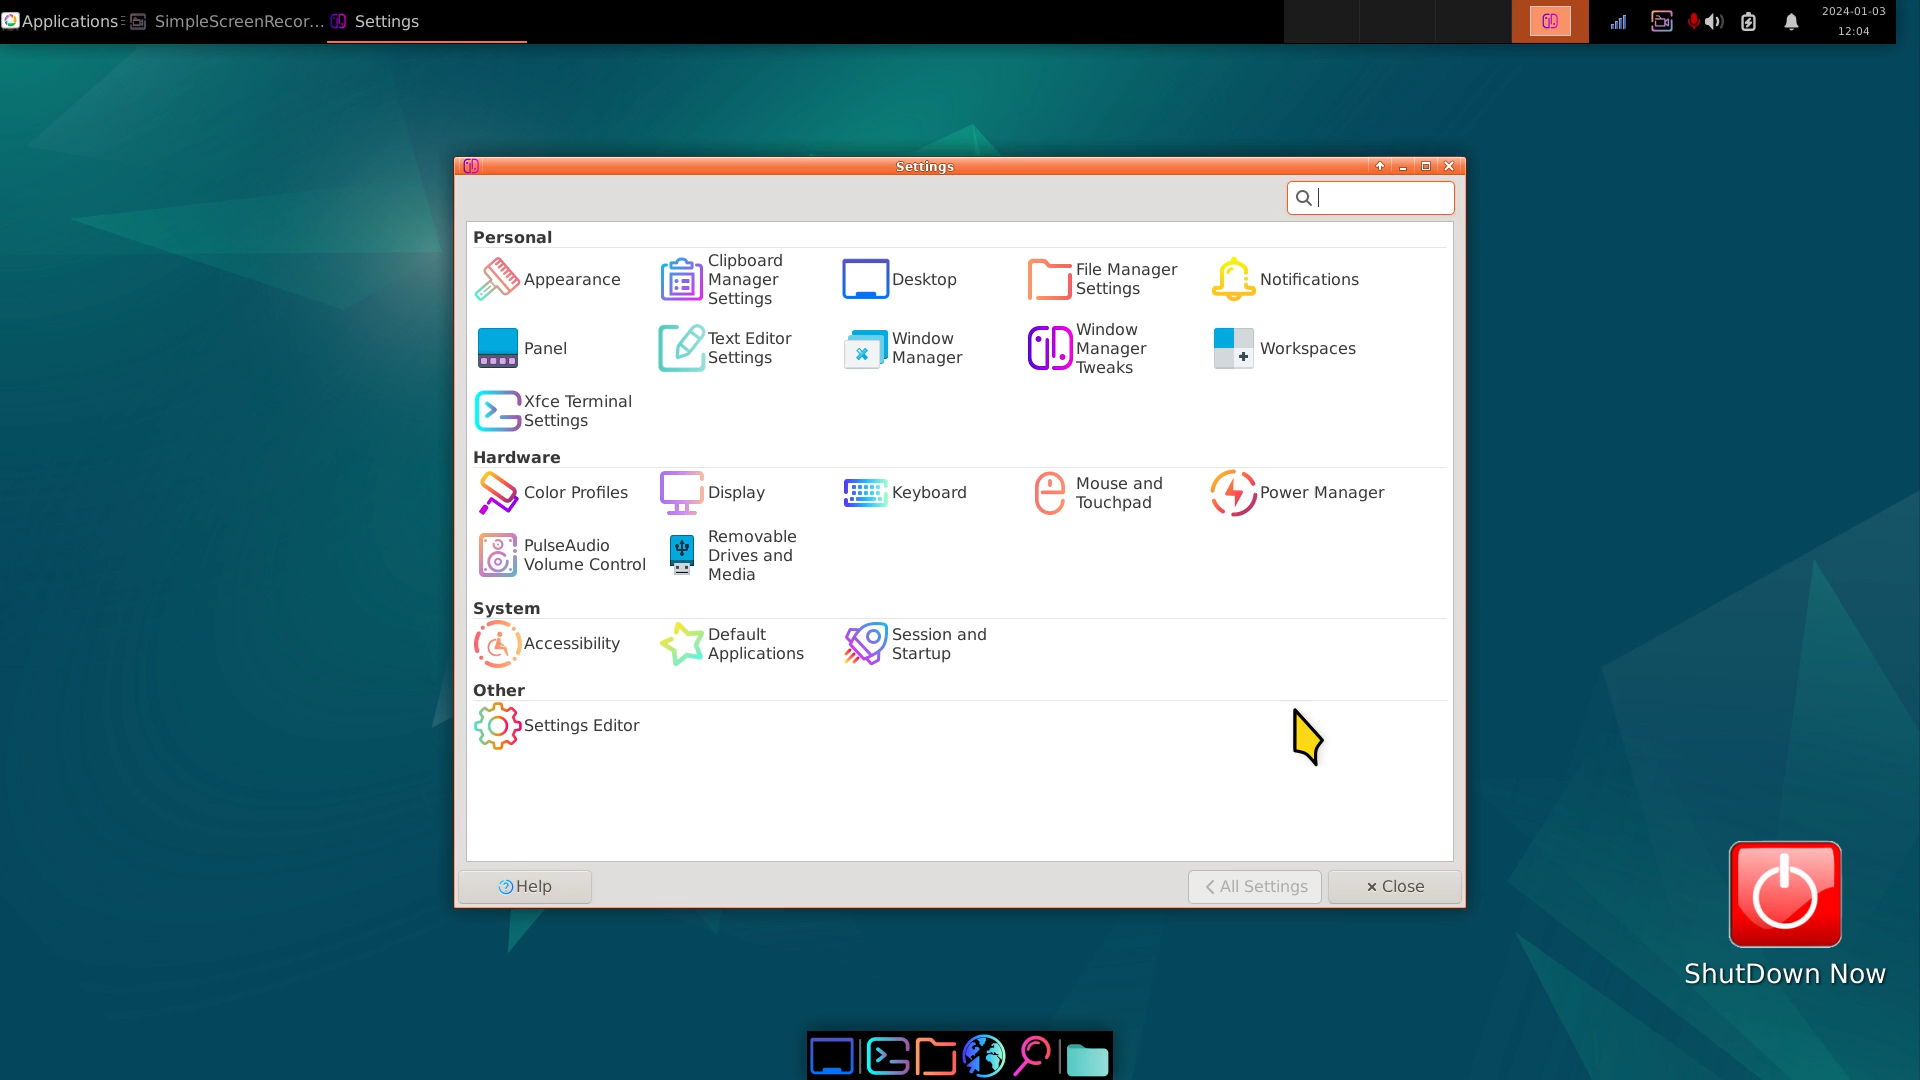 Applications
SimpleScreenRecor...
Settings
2024-01-03
12:04
Settings
Personal
Appearance
Clipboard
Manager
Settings
Desktop
File Manager
Settings
Notifications
Panel
Text Editor
Settings
Window
Manager
Window
Manager
Tweaks
Workspaces
Xfce Terminal
Settings
Hardware
Color Profiles
Display
Keyboard
Mouse and
Touchpad
Power Manager
PulseAudio
Volume Control
Removable
Drives and
Media
System
Accessibility
Default
Applications
Session and
Startup
Other
Settings Editor
Help
All Settings
Close
ShutDown Now